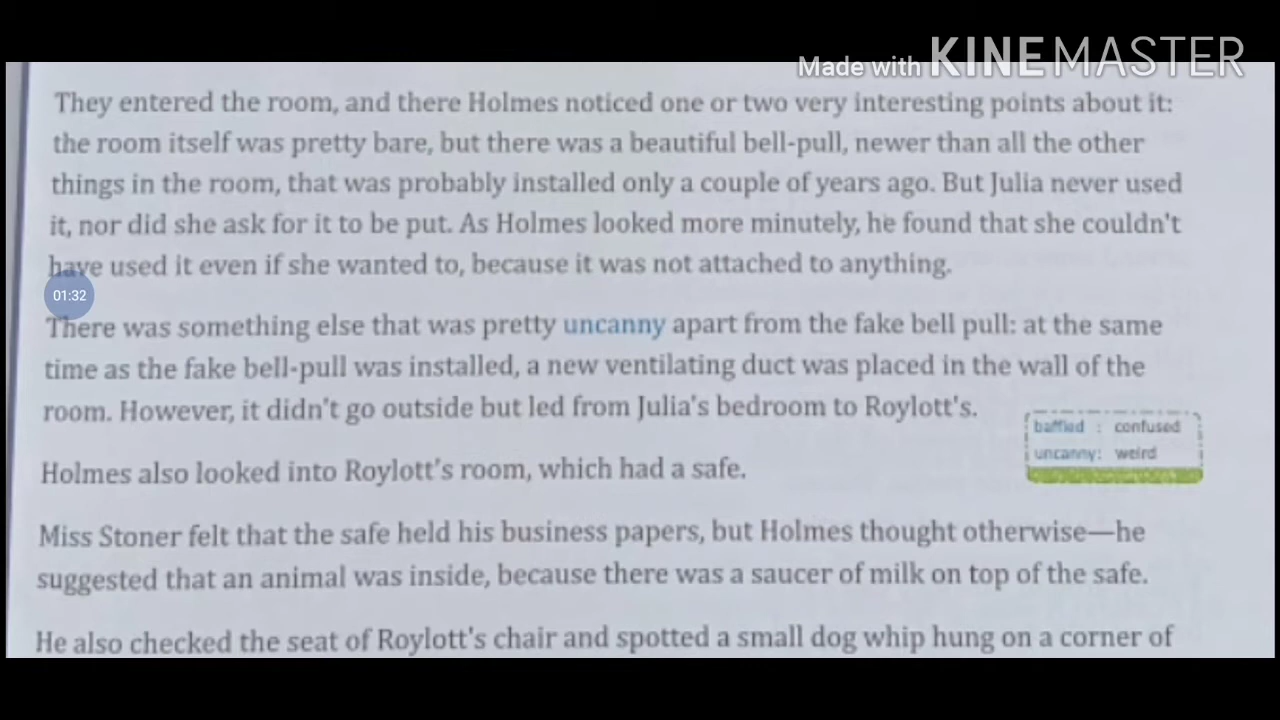 Made with KINEMASTER
They entered the room, and there Holmes noticed one or two very interesting points about it:
the room itself was pretty bare, but there was a beautiful bell-pull, newer than all the other
things in the room, that was probably installed only a couple of years ago. But Julia never used
it, nor did she ask for it to be put. As Holmes looked more minutely, he found that she couldn't
have used it even if she wanted to, because it was not attached to anything.
01:32
There was something else that was pretty uncanny apart from the fake bell pull: at the same
time as the fake bell-pull was installed, a new ventilating duct was placed in the wall of the
room. However, it didn't go outside but led from Julia's bedroom to Roylott's.
baffled : confused
uncanny: weird
Holmes also looked into Roylott's room, which had a safe.
Miss Stoner felt that the safe held his business papers, but Holmes thought otherwise—he
suggested that an animal was inside, because there was a saucer of milk on top of the safe.
He also checked the seat of Roylott's chair and spotted a small dog whip hung on a corner of